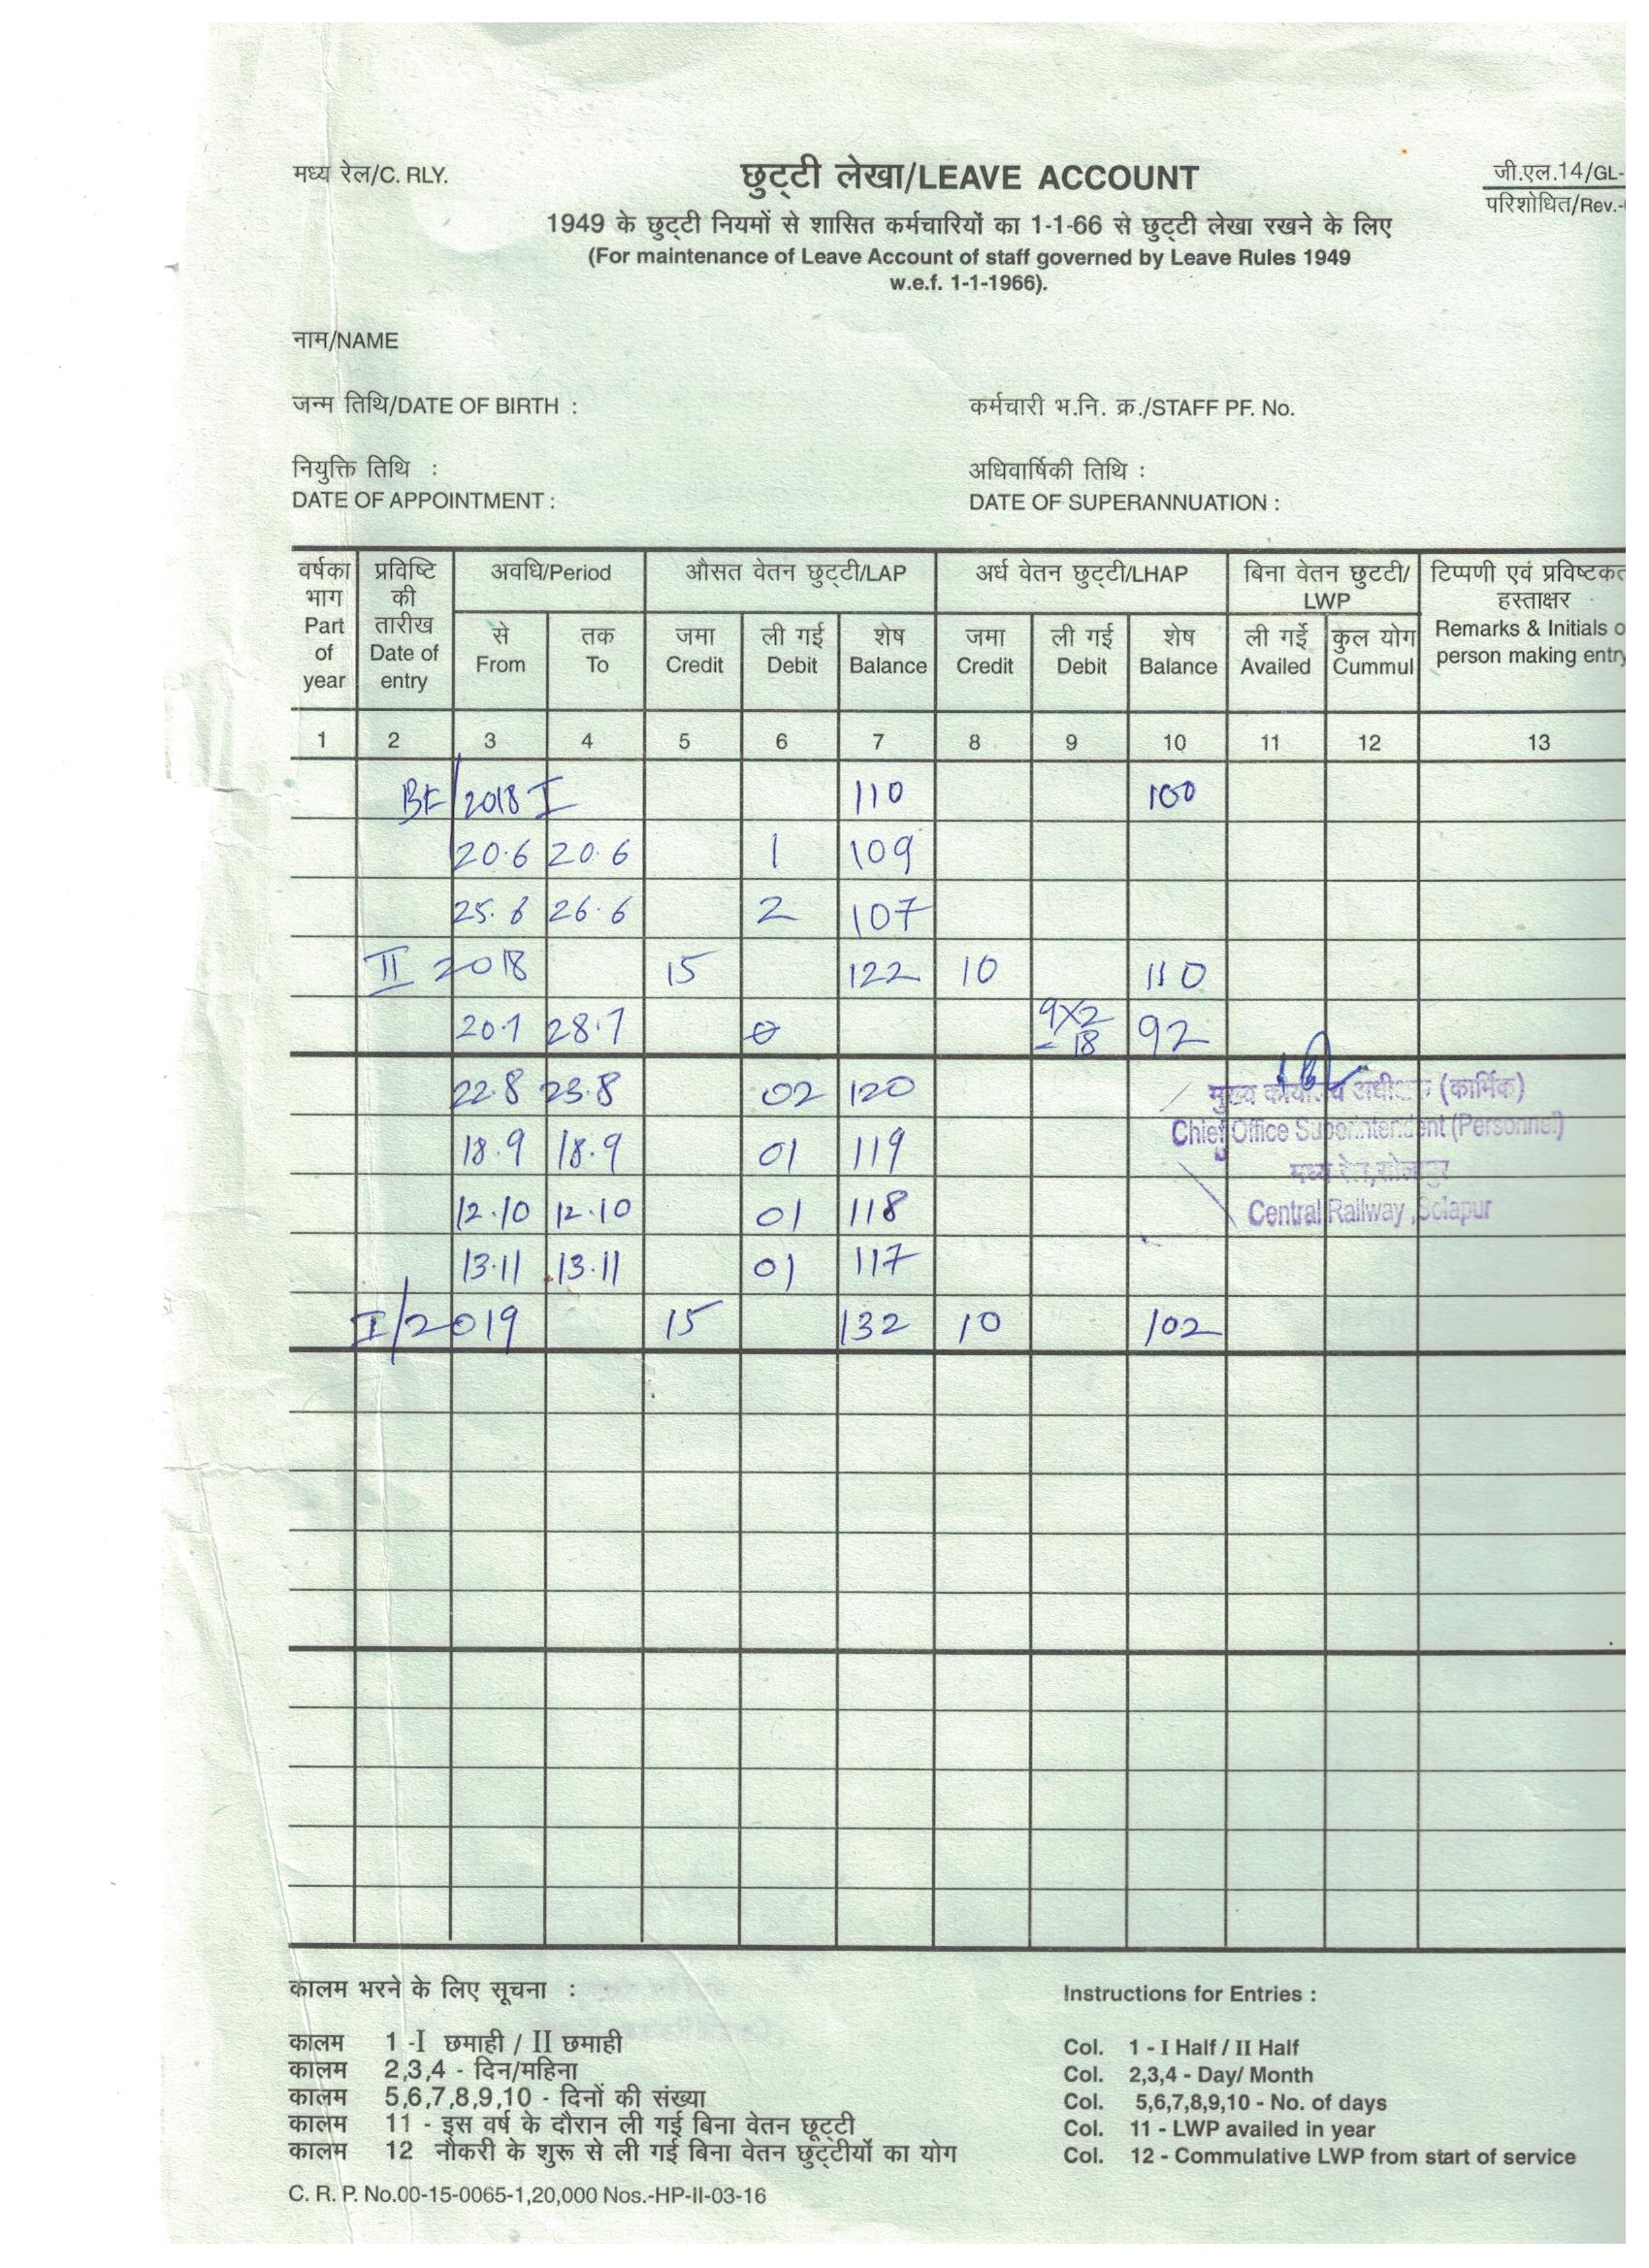 मध्य रेल/C. RLY.
छुट्टी लेखा/LEAVE ACCOUNT
जी.एल.14/GL-
परिशोधित/Rev.-
1949 के छुट्टी नियमों से शासित कर्मचारियों का 1-1-66 से छुट्टी लेखा रखने के लिए
(For maintenance of Leave Account of staff governed by Leave Rules 1949
w.e.f. 1-1-1966).
नाम/NAME
जन्म तिथि/DATE OF BIRTH :
कर्मचारी भ.नि. क्र./STAFF PF. No.
नियुक्ति तिथि :
DATE OF APPOINTMENT :
अधिवार्षिकी तिथि :
DATE OF SUPERANNUATION :
वर्षका भाग Part of year
प्रविष्टि की तारीख Date of entry
अवधि/Period
औसत वेतन छुट्टी/LAP
अर्ध वेतन छुट्टी/LHAP
बिना वेतन छुटटी/ LWP
टिप्पणी एवं प्रविष्टकर्ता हस्ताक्षर
Remarks & Initials o
person making entry
से From
तक To
जमा Credit
ली गई Debit
शेष Balance
जमा Credit
ली गई Debit
शेष Balance
ली गई Availed
कुल योग Cummul
1 2 3 4 5 6 7 8 9 10 11 12 13
BF/2018 I 110 100
20.6 20.6 1 109
25.6 26.6 2 107
II 2018 15 122 10 110
20.7 28.7 0 9X2 - 18 92
22.8 23.8 02 120
18.9 18.9 01 119
12.10 12.10 01 118
13.11 13.11 01 117
I/2019 15 132 10 102
मुख्य कार्यालय अधीक्षक (कार्मिक)
Chief Office Superintendent (Personnel)
मध्य रेल, सोलापुर
Central Railway, Solapur
कालम भरने के लिए सूचना :
कालम 1 -I छमाही / II छमाही
कालम 2,3,4 - दिन/महिना
कालम 5,6,7,8,9,10 - दिनों की संख्या
कालम 11 - इस वर्ष के दौरान ली गई बिना वेतन छूट्टी
कालम 12 नौकरी के शुरू से ली गई बिना वेतन छुट्टीयों का योग
Instructions for Entries :
Col. 1 - I Half / II Half
Col. 2,3,4 - Day/ Month
Col. 5,6,7,8,9,10 - No. of days
Col. 11 - LWP availed in year
Col. 12 - Commulative LWP from start of service
C. R. P. No.00-15-0065-1,20,000 Nos.-HP-II-03-16